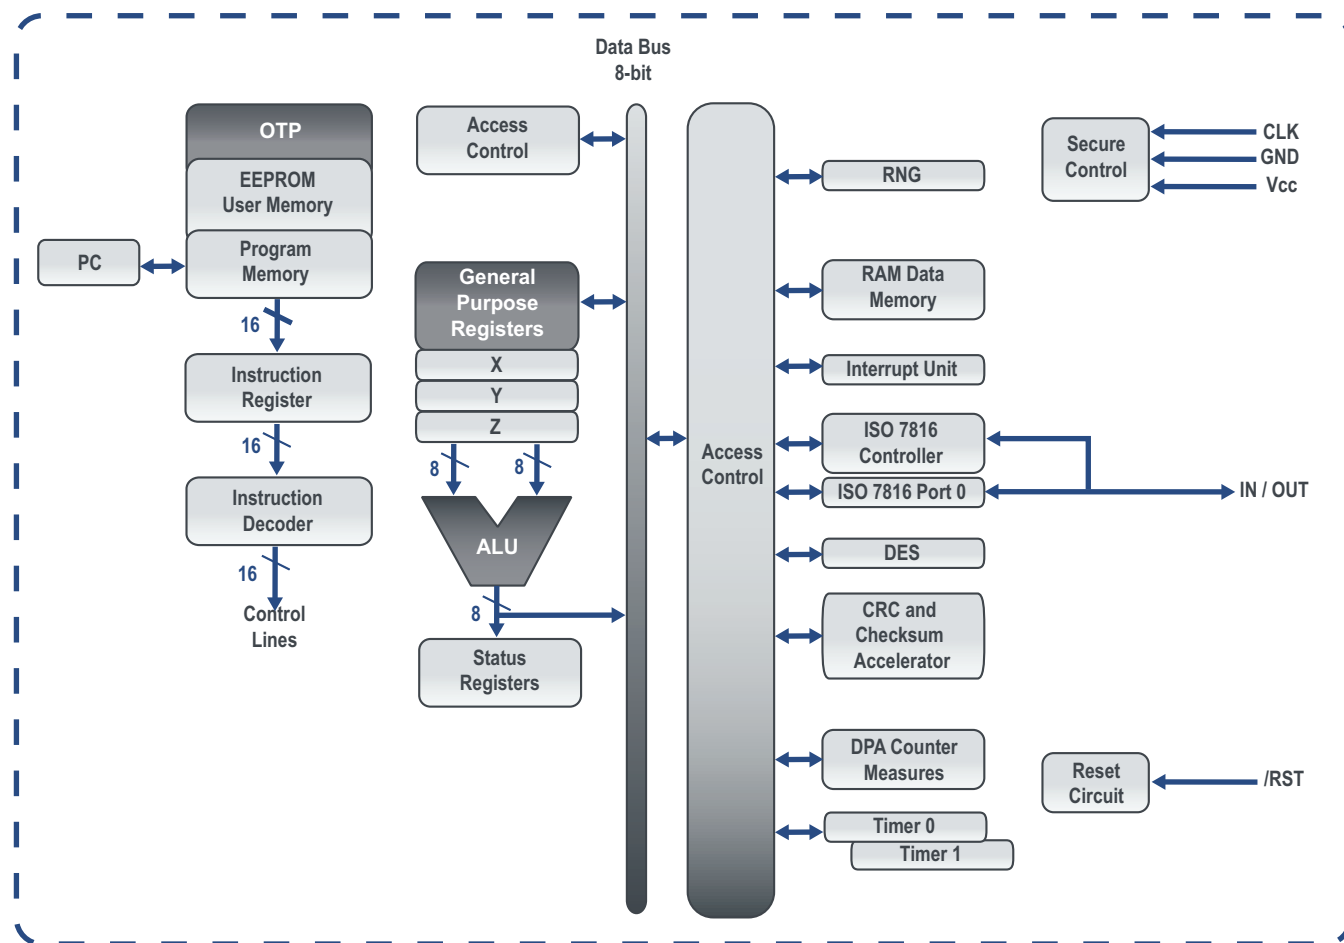 Data Bus
8-bit
OTP
EEPROM
User Memory
Program
Memory
PC
16
Instruction
Register
16
Instruction
Decoder
16
Control
Lines
Access
Control
General
Purpose
Registers
X
Y
Z
8
8
ALU
8
Status
Registers
Access
Control
RNG
RAM Data
Memory
Interrupt Unit
ISO 7816
Controller
ISO 7816 Port 0
DES
CRC and
Checksum
Accelerator
DPA Counter
Measures
Timer 0
Timer 1
Secure
Control
CLK
GND
Vcc
IN / OUT
Reset
Circuit
/RST